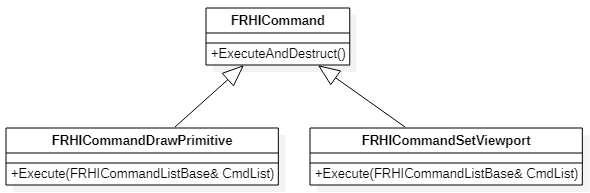 FRHICommand
+ExecuteAndDestruct()
FRHICommandDrawPrimitive
+Execute(FRHICommandListBase& CmdList)
FRHICommandSetViewport
+Execute(FRHICommandListBase& CmdList)